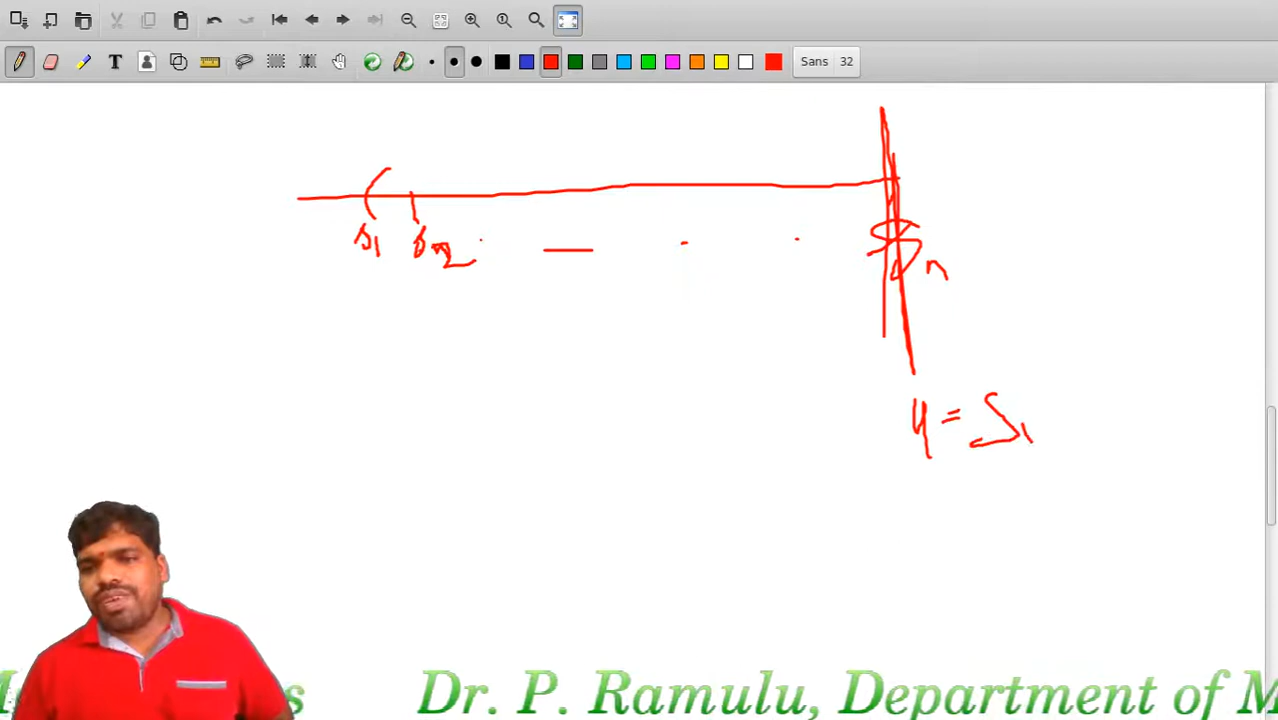 Sans 32
s1 s2 . — . . sn
y = S1
Dr. P. Ramulu, Department of M